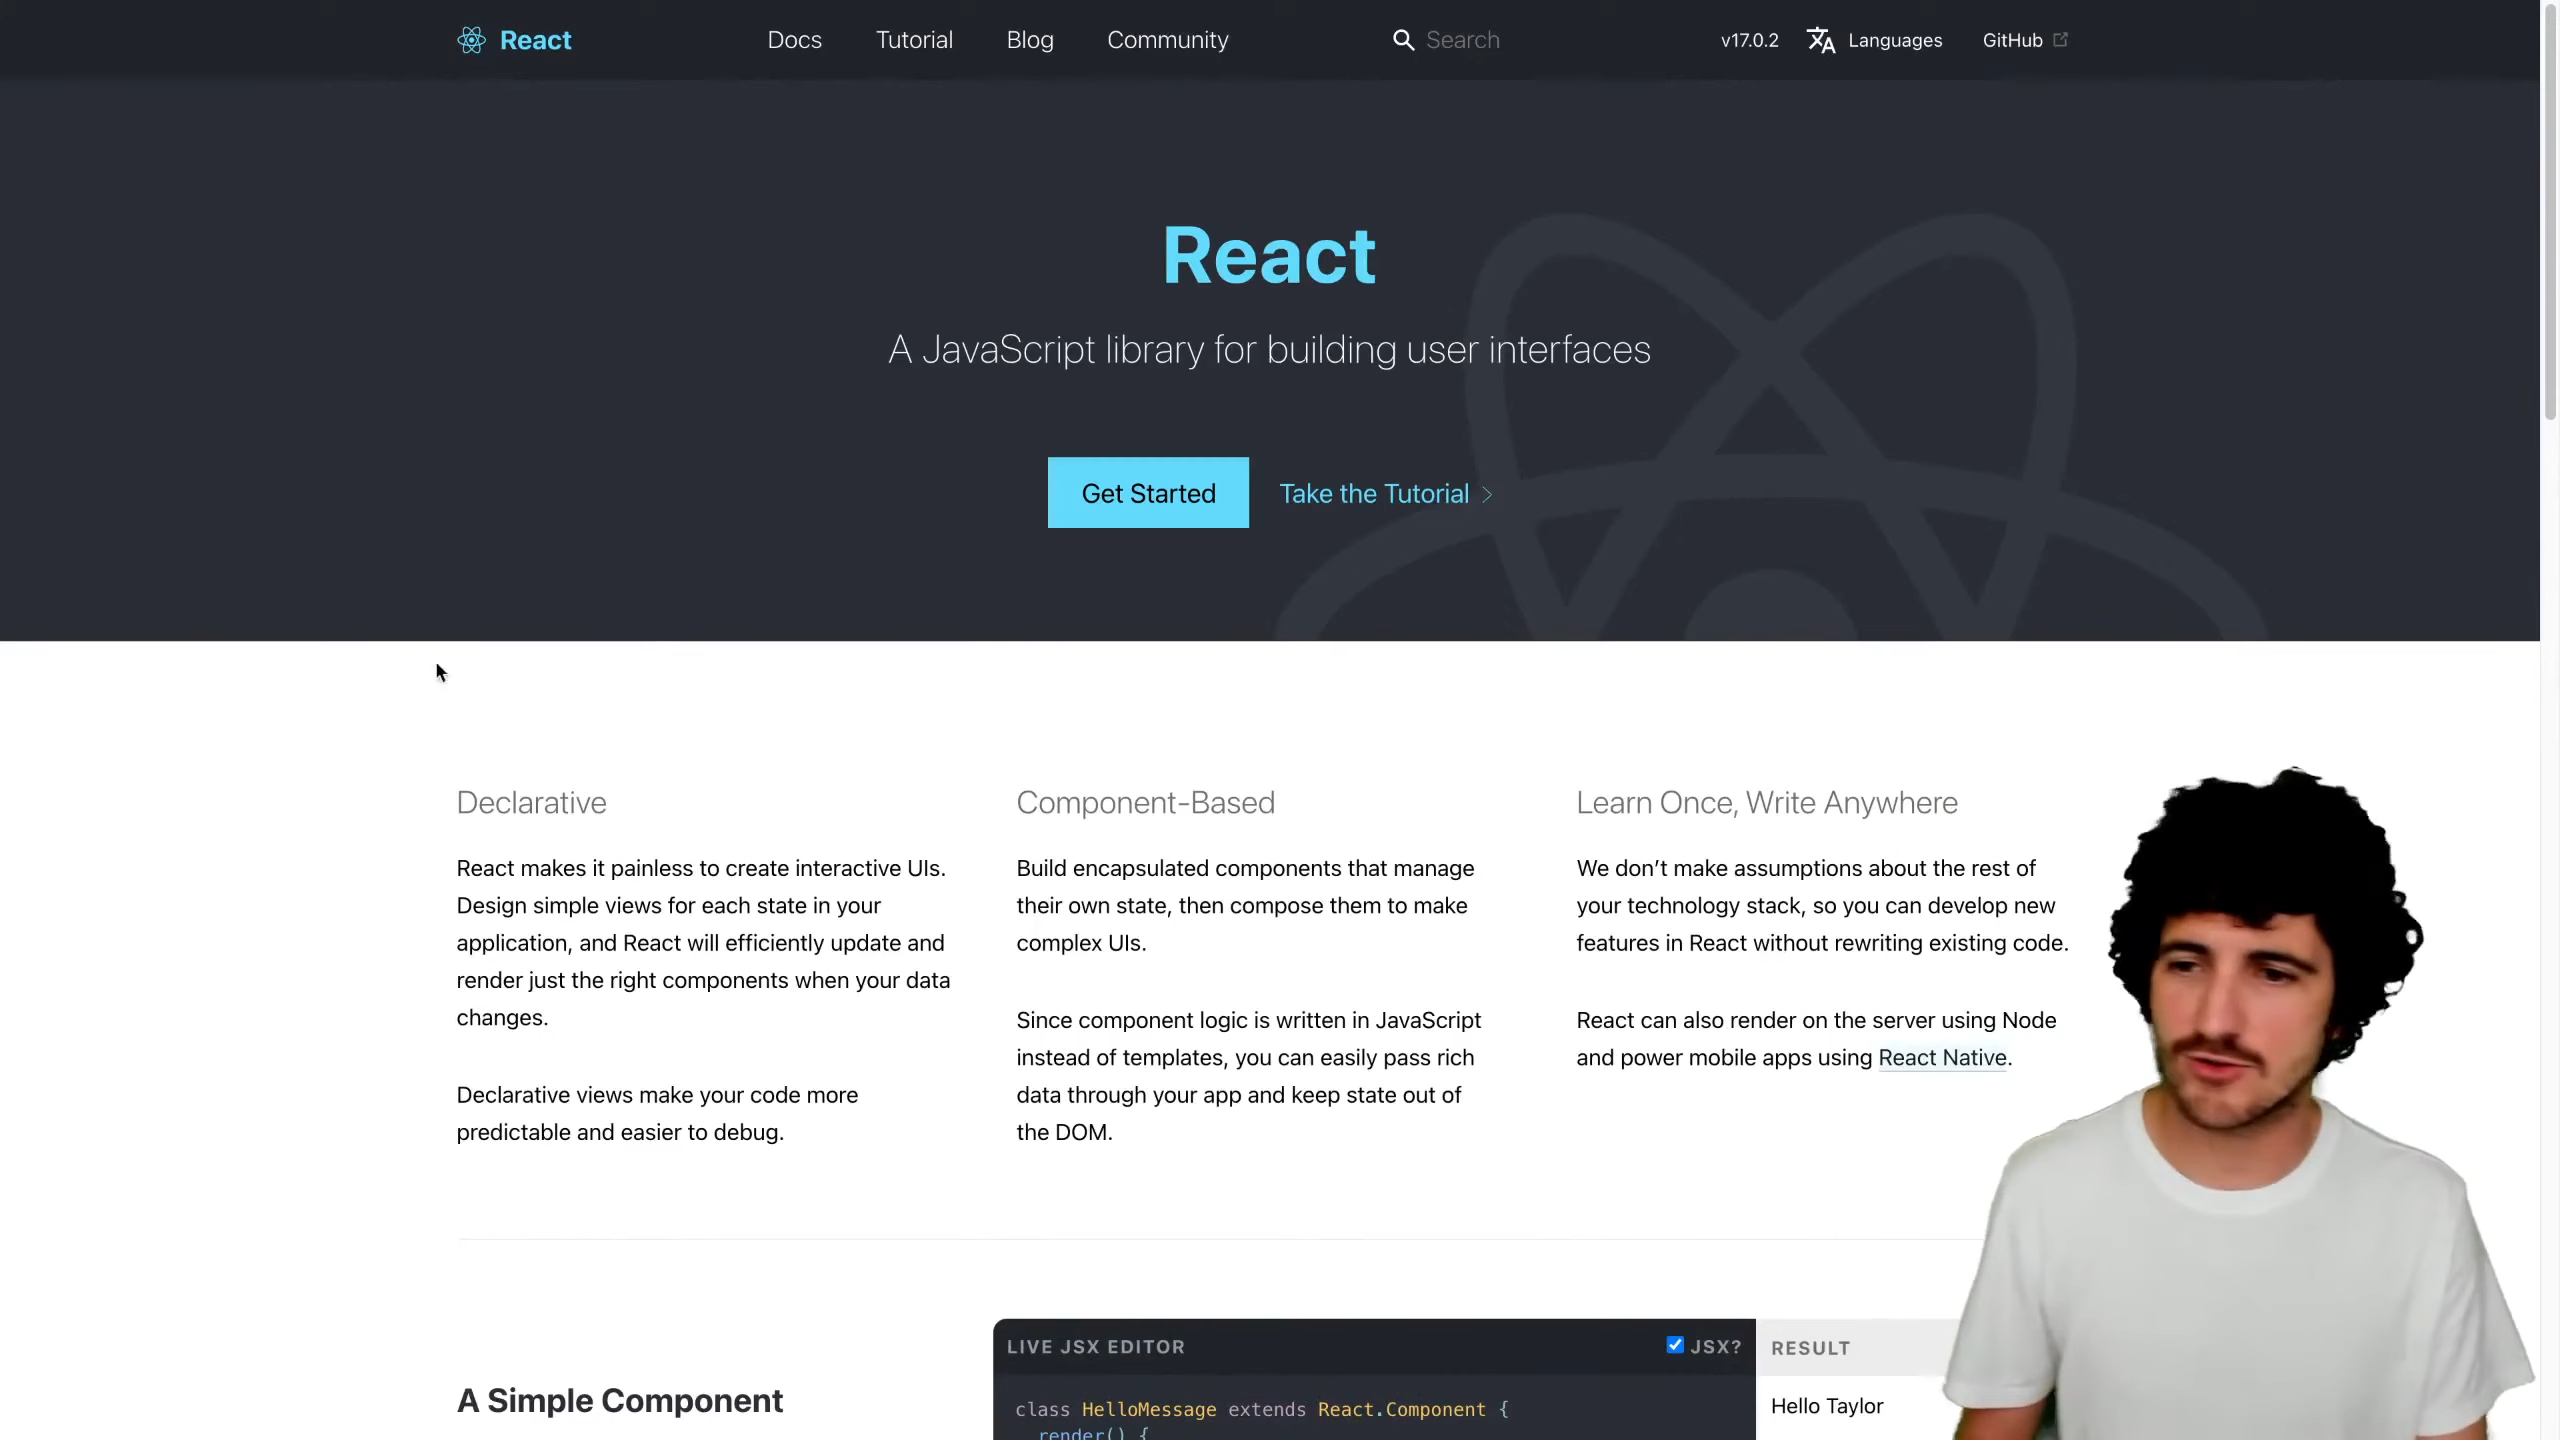 React
Docs
Tutorial
Blog
Community
Search
v17.0.2
Languages
GitHub
React
A JavaScript library for building user interfaces
Get Started
Take the Tutorial
Declarative
React makes it painless to create interactive UIs.
Design simple views for each state in your
application, and React will efficiently update and
render just the right components when your data
changes.
Declarative views make your code more
predictable and easier to debug.
Component-Based
Build encapsulated components that manage
their own state, then compose them to make
complex UIs.
Since component logic is written in JavaScript
instead of templates, you can easily pass rich
data through your app and keep state out of
the DOM.
Learn Once, Write Anywhere
We don’t make assumptions about the rest of
your technology stack, so you can develop new
features in React without rewriting existing code.
React can also render on the server using Node
and power mobile apps using React Native.
A Simple Component
LIVE JSX EDITOR
JSX?
class HelloMessage extends React.Component {
render() {
RESULT
Hello Taylor